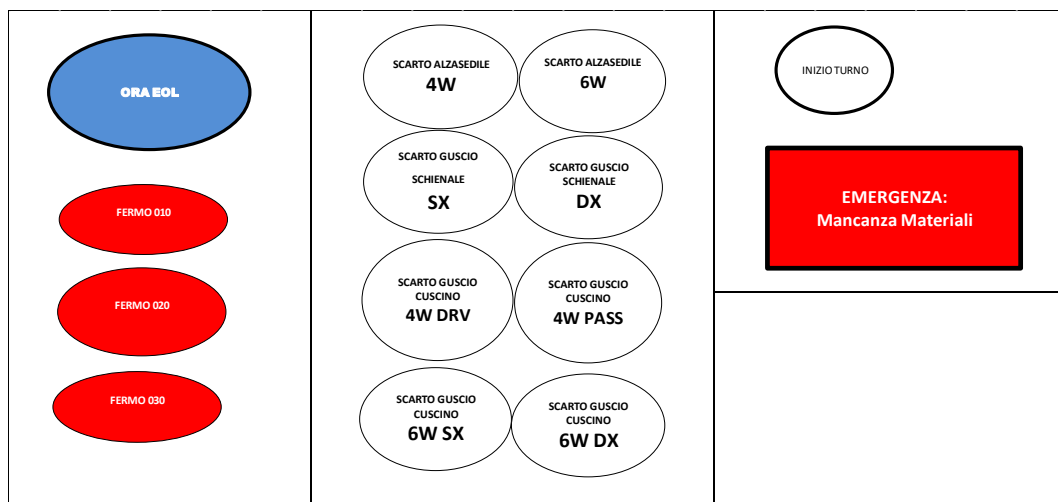 ORA EOL
FERMO 010
FERMO 020
FERMO 030
SCARTO ALZASEDILE
4W
SCARTO ALZASEDILE
6W
SCARTO GUSCIO
SCHIENALE
SX
SCARTO GUSCIO
SCHIENALE
DX
SCARTO GUSCIO
CUSCINO
4W DRV
SCARTO GUSCIO
CUSCINO
4W PASS
SCARTO GUSCIO
CUSCINO
6W SX
SCARTO GUSCIO
CUSCINO
6W DX
INIZIO TURNO
EMERGENZA:
Mancanza Materiali